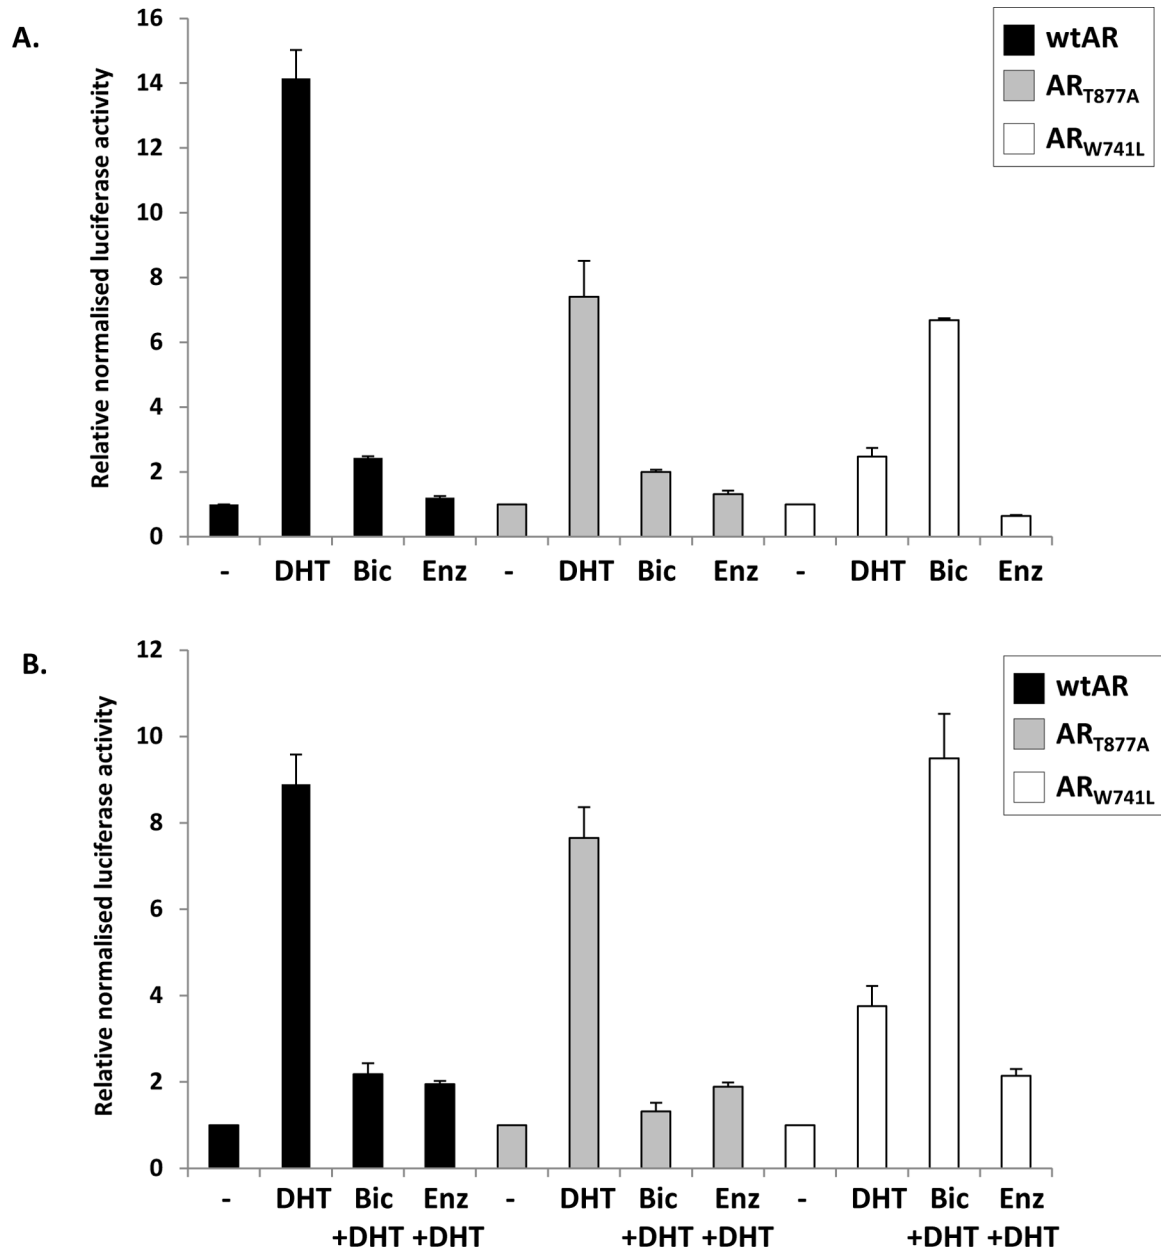 A.
Relative normalised luciferase activity
16
14
12
10
8
6
4
2
0
- DHT Bic Enz - DHT Bic Enz - DHT Bic Enz
wtAR
ART877A
ARW741L
B.
Relative normalised luciferase activity
12
10
8
6
4
2
0
- DHT Bic Enz - DHT Bic Enz - DHT Bic Enz
+DHT +DHT +DHT +DHT +DHT +DHT
wtAR
ART877A
ARW741L